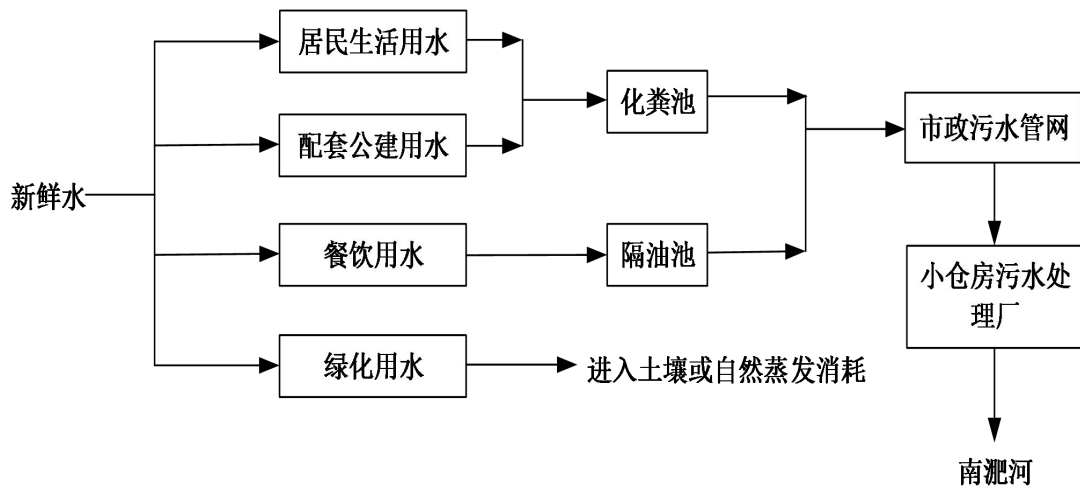 居民生活用水
配套公建用水
新鲜水
餐饮用水
绿化用水
化粪池
隔油池
进入土壤或自然蒸发消耗
市政污水管网
小仓房污水处
理厂
南淝河